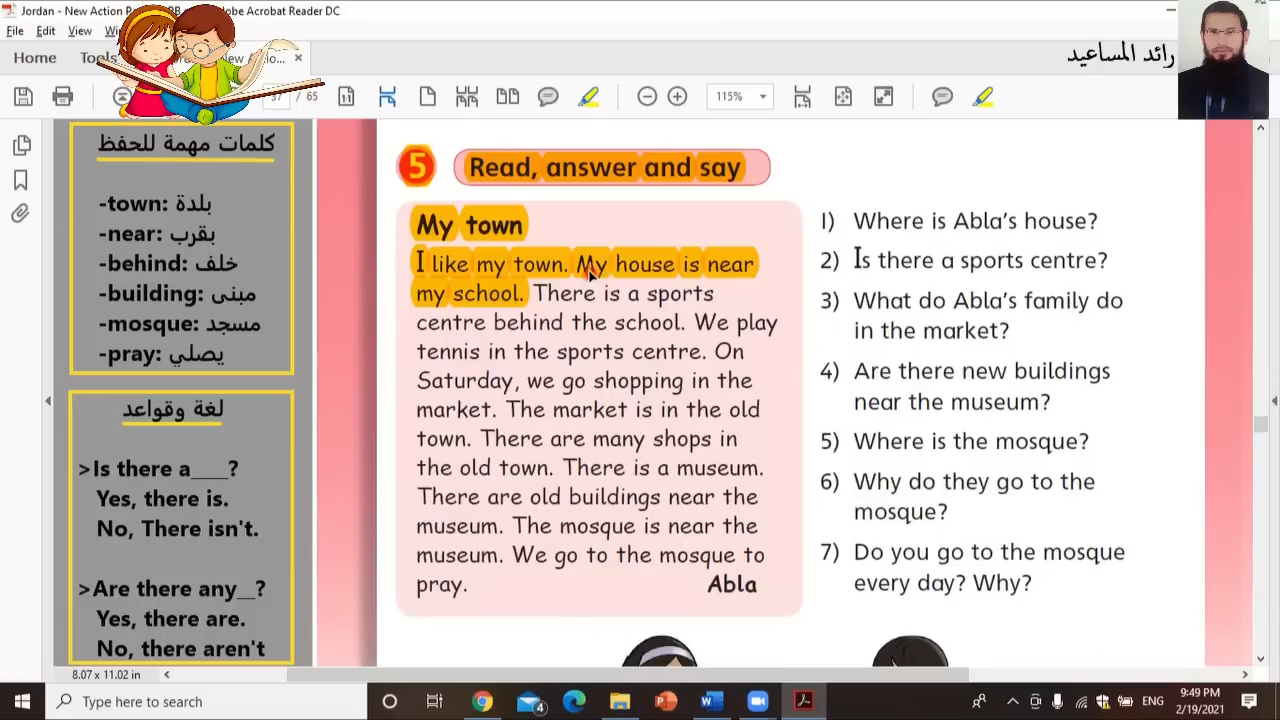 Jordan - New Action Pa
BB
obe Acrobat Reader DC
File Edit View Win
رائد المساعيد
Home Tools
New A
io...
37 / 65
115%
كلمات مهمة للحفظ
-town: بلدة
-near: بقرب
-behind: خلف
-building: مبنى
-mosque: مسجد
-pray: يصلي
لغة وقواعد
>Is there a____?
Yes, there is.
No, There isn't.
>Are there any__?
Yes, there are.
No, there aren't
5 Read, answer and say
My town
I like my town. My house is near
my school. There is a sports
centre behind the school. We play
tennis in the sports centre. On
Saturday, we go shopping in the
market. The market is in the old
town. There are many shops in
the old town. There is a museum.
There are old buildings near the
museum. The mosque is near the
museum. We go to the mosque to
pray. Abla
1) Where is Abla's house?
2) Is there a sports centre?
3) What do Abla's family do
in the market?
4) Are there new buildings
near the museum?
5) Where is the mosque?
6) Why do they go to the
mosque?
7) Do you go to the mosque
every day? Why?
8.07 x 11.02 in
Type here to search
4
ENG
9:49 PM
2/19/2021